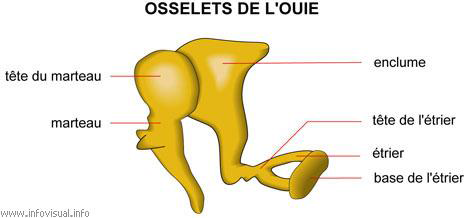 OSSELETS DE L'OUIE
tête du marteau
marteau
enclume
tête de l'étrier
étrier
base de l'étrier
© www.infovisual.info